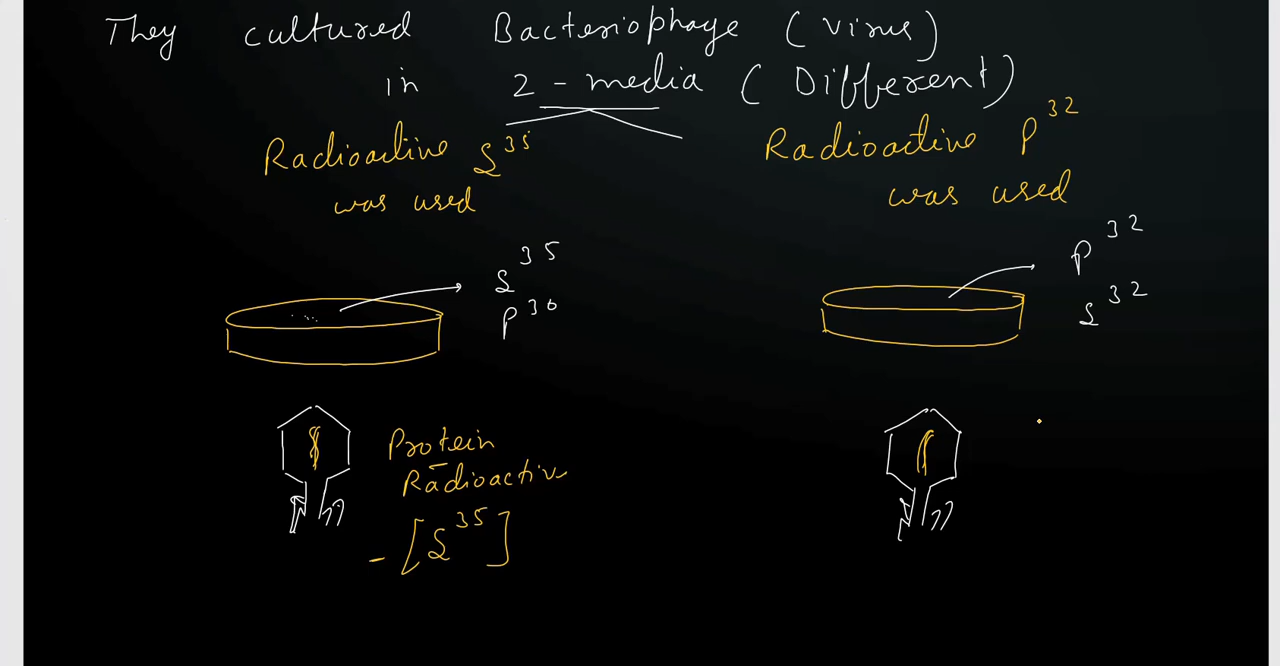 They cultured Bacteriophage (Virus)
in 2-media (Different)
Radioactive S³⁵
was used
Radioactive P³²
was used
S³⁵
P³⁰
P³²
S³²
Protein
Radioactive
- [S³⁵]